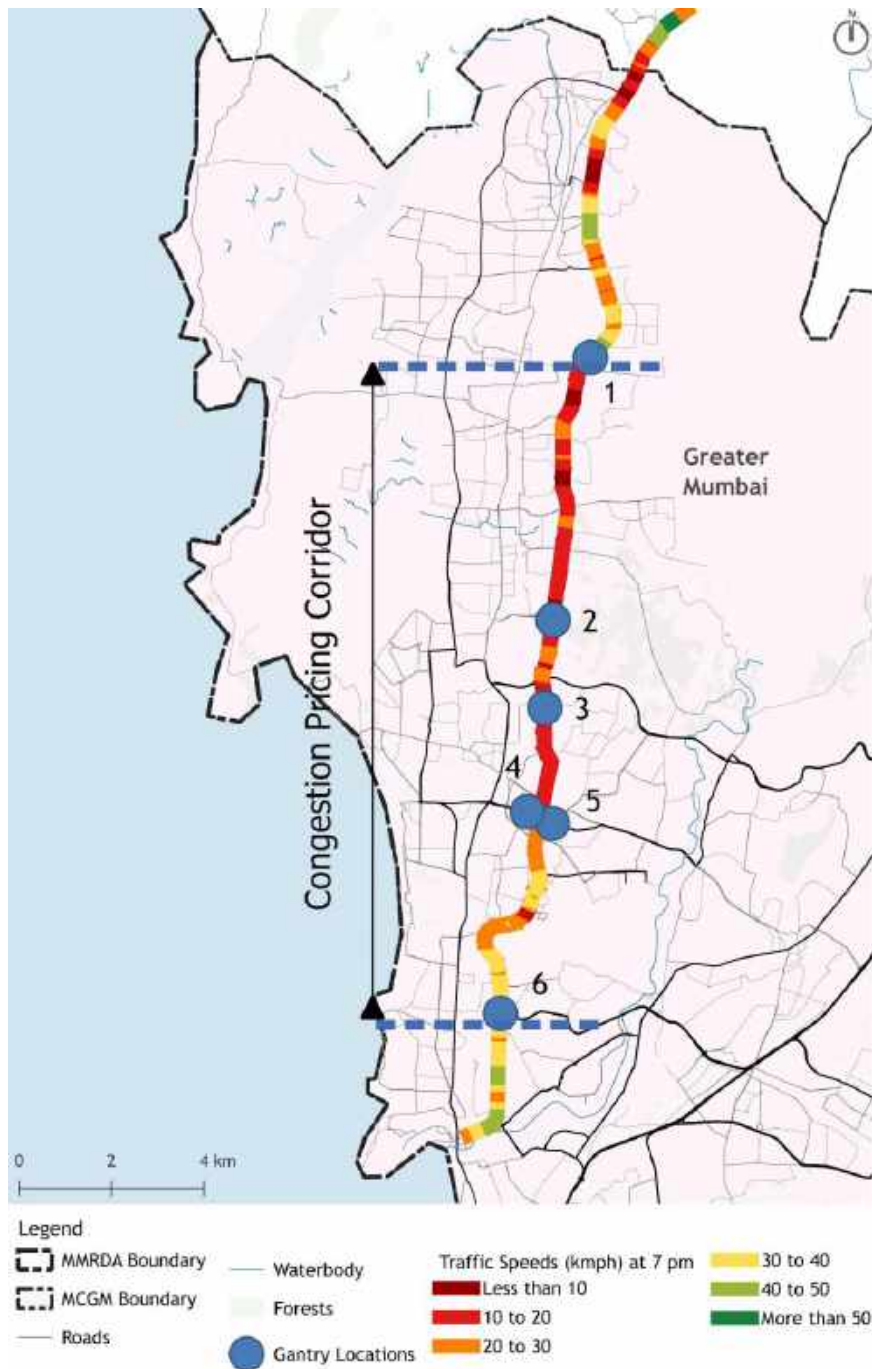 N
1
Greater
Mumbai
Congestion Pricing Corridor
2
3
4
5
6
0 2 4 km
Legend
MMRDA Boundary
MCGM Boundary
Roads
Waterbody
Forests
Gantry Locations
Traffic Speeds (kmph) at 7 pm
Less than 10
10 to 20
20 to 30
30 to 40
40 to 50
More than 50